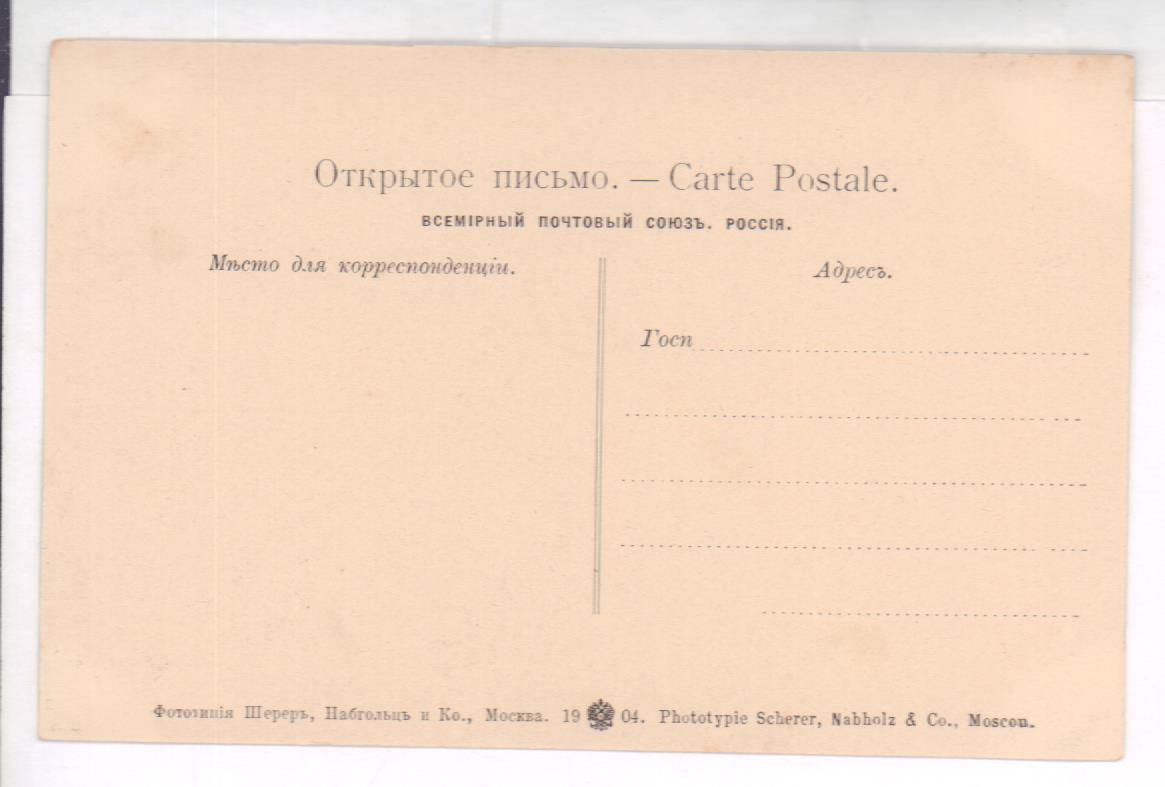 Открытое письмо. — Carte Postale.
ВСЕМІРНЫЙ ПОЧТОВЫЙ СОЮЗЪ. РОССІЯ.
Мѣсто для корреспонденціи.
Адресъ.
Госп
Фототипія Шереръ, Набгольцъ и Ко., Москва. 1904. Phototypie Scherer, Nabholz & Co., Moscou.